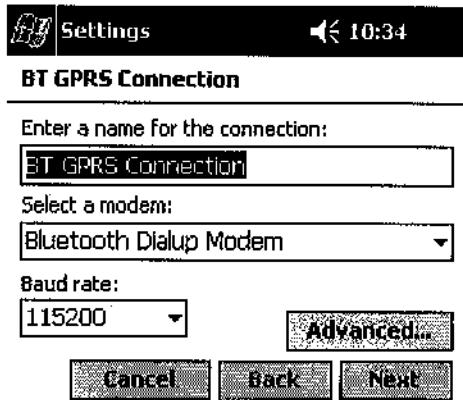 Settings 10:34
BT GPRS Connection
Enter a name for the connection:
BT GPRS Connection
Select a modem:
Bluetooth Dialup Modem
Baud rate:
115200
Advanced...
Cancel Back Next